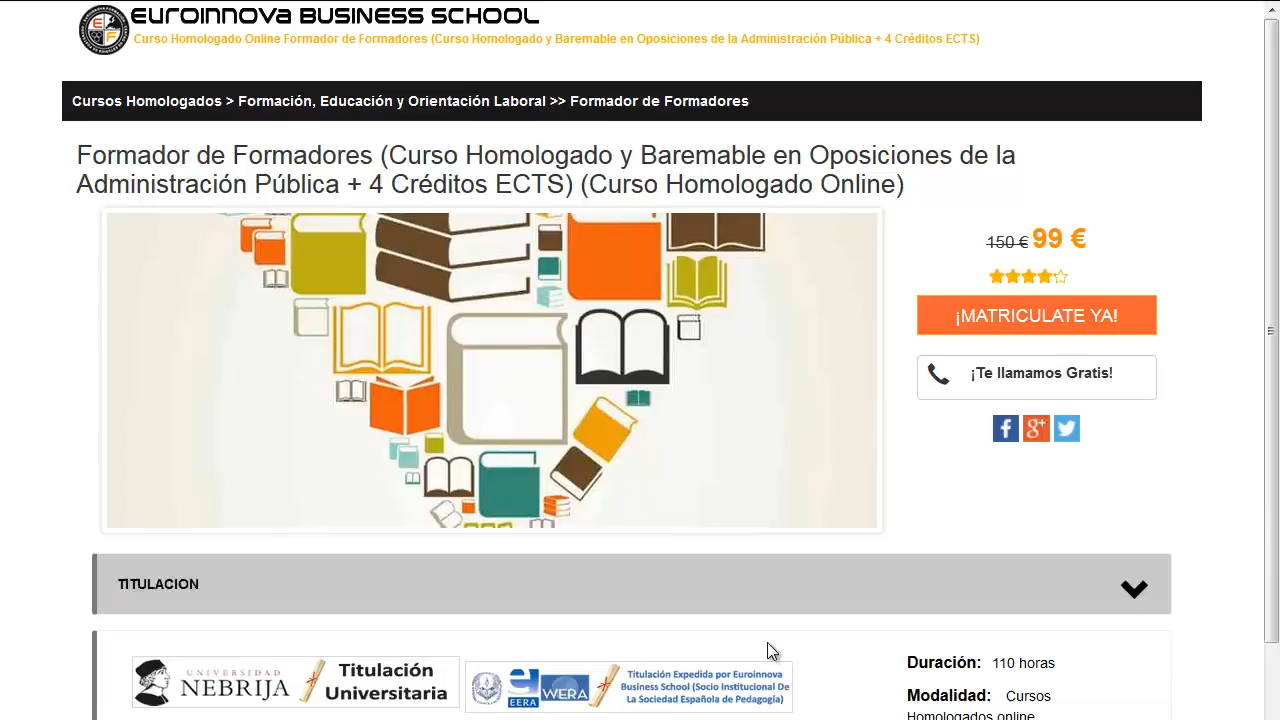 EUROINNOVA BUSINESS SCHOOL
Curso Homologado Online Formador de Formadores (Curso Homologado y Baremable en Oposiciones de la Administración Pública + 4 Créditos ECTS)
Cursos Homologados > Formación, Educación y Orientación Laboral >> Formador de Formadores
Formador de Formadores (Curso Homologado y Baremable en Oposiciones de la
Administración Pública + 4 Créditos ECTS) (Curso Homologado Online)
150 € 99 €
¡MATRICULATE YA!
¡Te llamamos Gratis!
TITULACION
UNIVERSIDAD
NEBRIJA
Titulación
Universitaria
EERA
WERA
Titulación Expedida por Euroinnova
Business School (Socio Institucional De
La Sociedad Española de Pedagogía)
Duración: 110 horas
Modalidad: Cursos
Homologados online